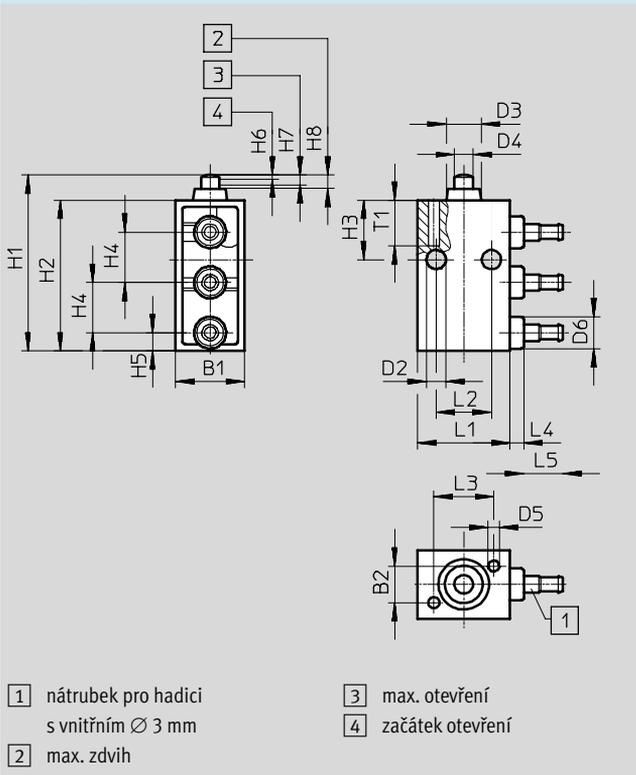 2
3
4
H6
H7
H8
D3
D4
H1
H2
H4
H4
H5
B1
H3
T1
D6
D2
L2
L1
L4
L5
L3
D5
B2
1
1 nátrubek pro hadici
s vnitřním ∅ 3 mm
2 max. zdvih
3 max. otevření
4 začátek otevření